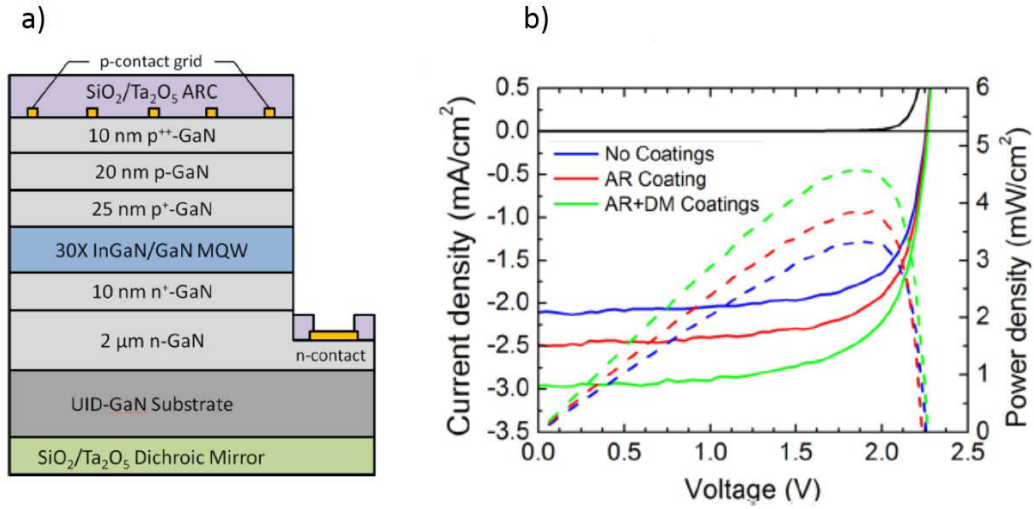 a)
p-contact grid
SiO₂/Ta₂O₅ ARC
10 nm p⁺⁺-GaN
20 nm p-GaN
25 nm p⁺-GaN
30X InGaN/GaN MQW
10 nm n⁺-GaN
2 μm n-GaN
n-contact
UID-GaN Substrate
SiO₂/Ta₂O₅ Dichroic Mirror
b)
Current density (mA/cm²)
0.5
0.0
-0.5
-1.0
-1.5
-2.0
-2.5
-3.0
-3.5
No Coatings
AR Coating
AR+DM Coatings
6
5
4
3
2
1
0
Power density (mW/cm²)
0.0 0.5 1.0 1.5 2.0 2.5
Voltage (V)